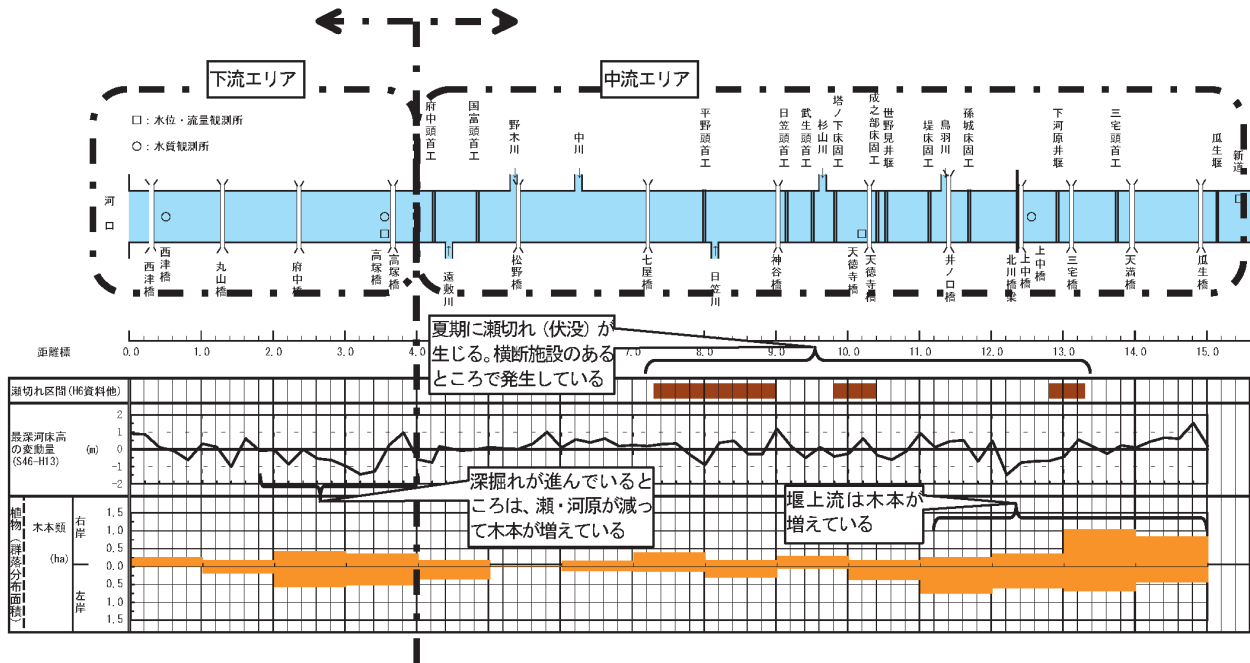 下流エリア
中流エリア
□：水位・流量観測所
○：水質観測所
河口
府中頭首工
国富頭首工
野木川
中川
平野頭首工
日笠頭首工
武生頭首工
杉山川
塔ノ下床固工
成之部床固工
世野見井堰
堤床固工
鳥羽川
孫城床固工
下河原井堰
三宅頭首工
瓜生堰
新道
西津橋
西津橋
丸山橋
府中橋
高塚橋
高塚橋
遠敷川
松野橋
七屋橋
日笠川
神谷橋
天徳寺橋
天徳寺橋
井ノ口橋
北川橋梁
上中橋
上中橋
三宅橋
天満橋
瓜生橋
夏期に瀬切れ（伏没）が
生じる。横断施設のある
ところで発生している
距離標
0.0 1.0 2.0 3.0 4.0 7.0 8.0 9.0 10.0 11.0 12.0 13.0 14.0 15.0
瀬切れ区間(H6資料他)
最深河床高
の変動量
(S46-H13)
(m)
2
1
0
−1
−2
深掘れが進んでいると
ころは、瀬・河原が減っ
て木本が増えている
堰上流は木本が
増えている
植物（群落分布面積）
木本類
(ha)
右岸
左岸
1.5
1.0
0.5
0.0
0.5
1.0
1.5